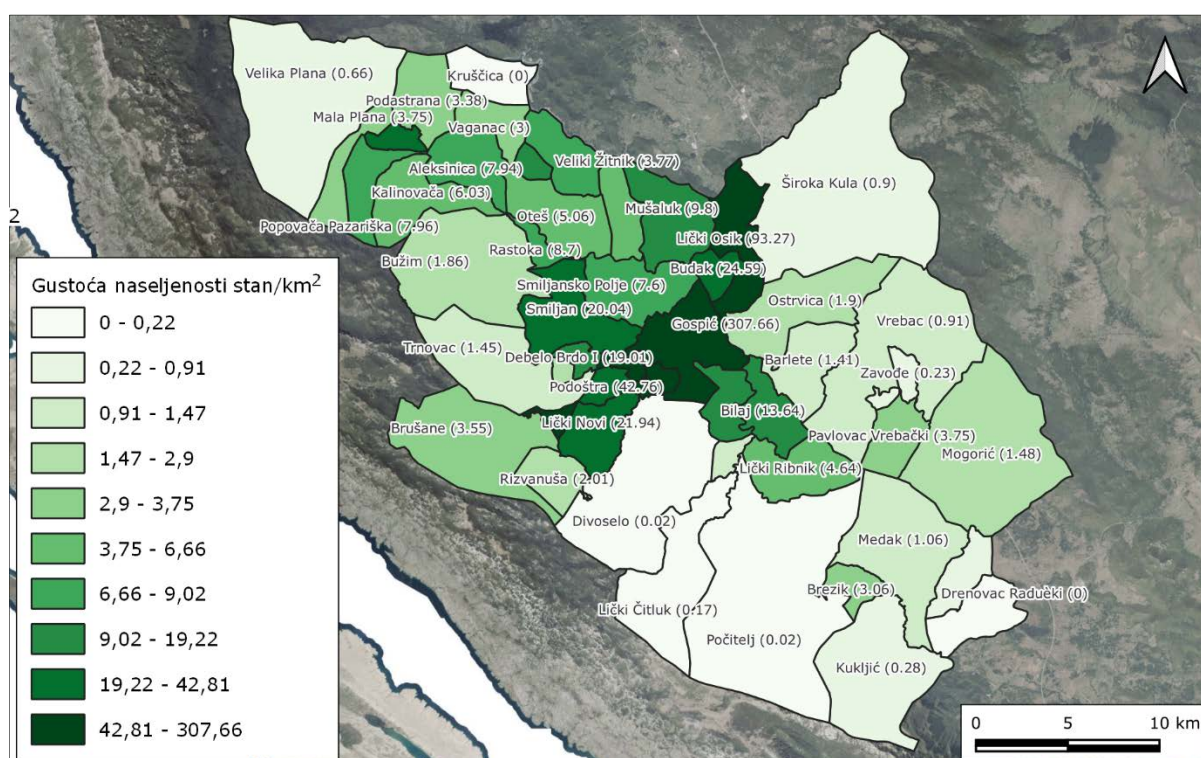 Velika Plana (0.66)
Kruščica (0)
Podastrana (3.38)
Mala Plana (3.75)
Vaganac (3)
Veliki Žitnik (3.77)
Aleksinica (7.94)
Široka Kula (0.9)
Kalinovača (6.03)
Mušaluk (9.8)
Oteš (5.06)
2
Popovača Pazariška (7.96)
Lički Osik (93.27)
Rastoka (8.7)
Bužim (1.86)
Budak (24.59)
Smiljansko Polje (7.6)
Ostrvica (1.9)
Smiljan (20.04)
Vrebac (0.91)
Gospić (307.66)
Trnovac (1.45)
Debelo Brdo I (19.01)
Barlete (1.41)
Zavođe (0.23)
Podoštra (42.76)
Bilaj (13.64)
Lički Novi (21.94)
Brušane (3.55)
Pavlovac Vrebački (3.75)
Mogorić (1.48)
Lički Ribnik (4.64)
Rizvanuša (2.01)
Divoselo (0.02)
Medak (1.06)
Brezik (3.06)
Drenovac Raduèki (0)
Lički Čitluk (0.17)
Počitelj (0.02)
Kukljić (0.28)
Gustoća naseljenosti stan/km²
0 - 0,22
0,22 - 0,91
0,91 - 1,47
1,47 - 2,9
2,9 - 3,75
3,75 - 6,66
6,66 - 9,02
9,02 - 19,22
19,22 - 42,81
42,81 - 307,66
0 5 10 km